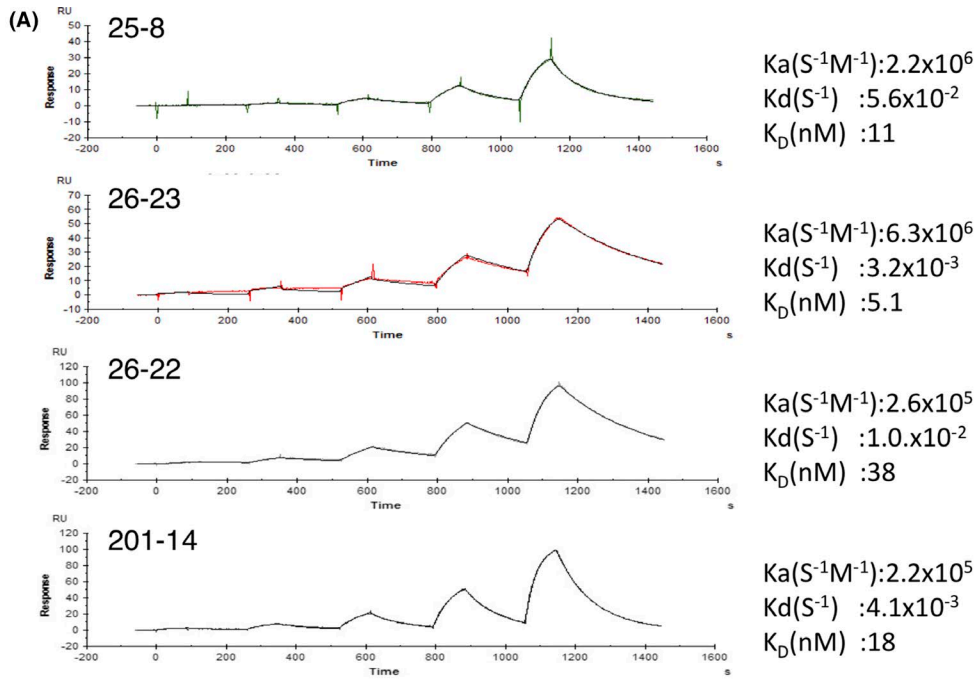 (A)
RU
25-8
50
40
30
20
10
0
-10
-20
Response
-200 0 200 400 600 800 1000 1200 1400 1600
Time s
Ka(S⁻¹M⁻¹):2.2x10⁶
Kd(S⁻¹) :5.6x10⁻²
K_D(nM) :11
RU
26-23
70
60
50
40
30
20
10
0
-10
Response
-200 0 200 400 600 800 1000 1200 1400 1600
Time s
Ka(S⁻¹M⁻¹):6.3x10⁶
Kd(S⁻¹) :3.2x10⁻³
K_D(nM) :5.1
RU
26-22
120
100
80
60
40
20
0
-20
Response
-200 0 200 400 600 800 1000 1200 1400 1600
Time s
Ka(S⁻¹M⁻¹):2.6x10⁵
Kd(S⁻¹) :1.0.x10⁻²
K_D(nM) :38
RU
201-14
120
100
80
60
40
20
0
-20
Response
-200 0 200 400 600 800 1000 1200 1400 1600
Time s
Ka(S⁻¹M⁻¹):2.2x10⁵
Kd(S⁻¹) :4.1x10⁻³
K_D(nM) :18